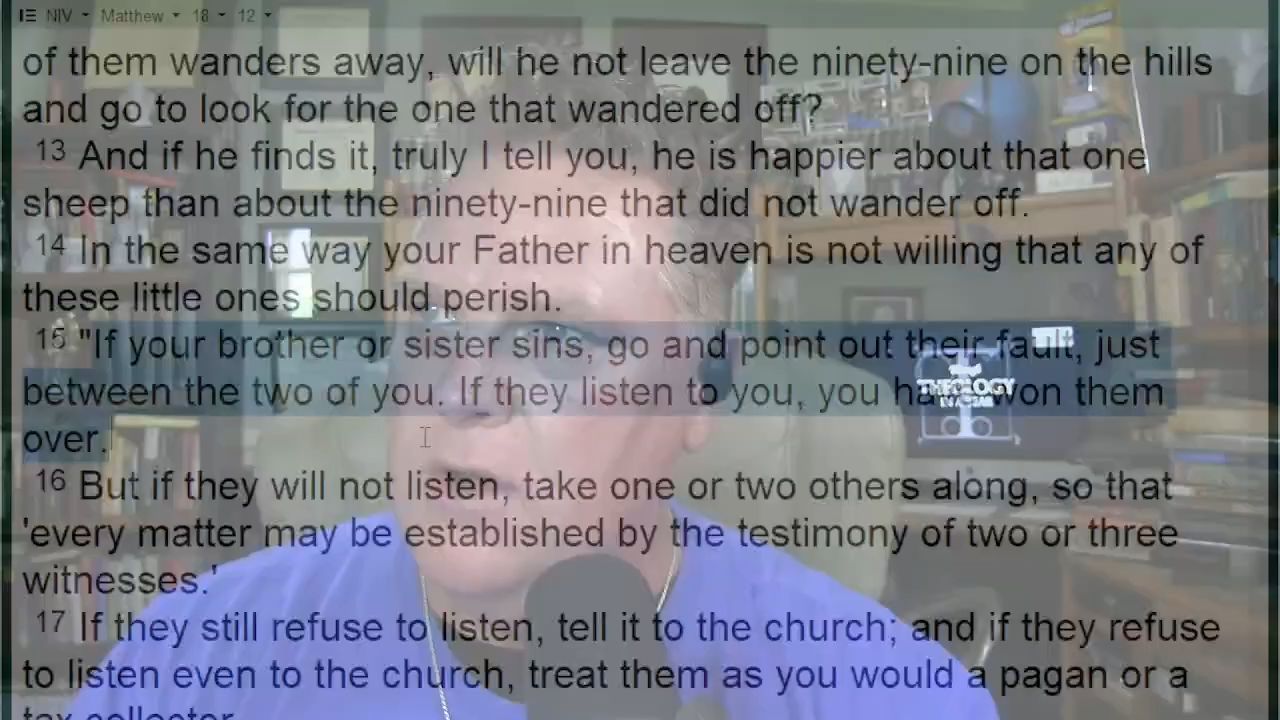 NIV Matthew 18 12
of them wanders away, will he not leave the ninety-nine on the hills
and go to look for the one that wandered off?
13 And if he finds it, truly I tell you, he is happier about that one
sheep than about the ninety-nine that did not wander off.
14 In the same way your Father in heaven is not willing that any of
these little ones should perish.
15 "If your brother or sister sins, go and point out their fault, just
between the two of you. If they listen to you, you have won them
over.
16 But if they will not listen, take one or two others along, so that
'every matter may be established by the testimony of two or three
witnesses.'
17 If they still refuse to listen, tell it to the church; and if they refuse
to listen even to the church, treat them as you would a pagan or a
tax collector.
THEOLOGY